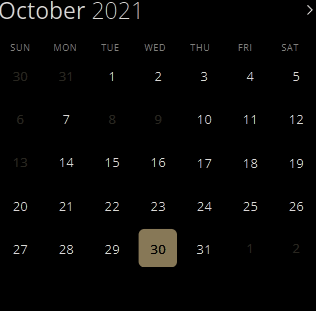 October 2021
SUN MON TUE WED THU FRI SAT
30 31 1 2 3 4 5
6 7 8 9 10 11 12
13 14 15 16 17 18 19
20 21 22 23 24 25 26
27 28 29 30 31 1 2